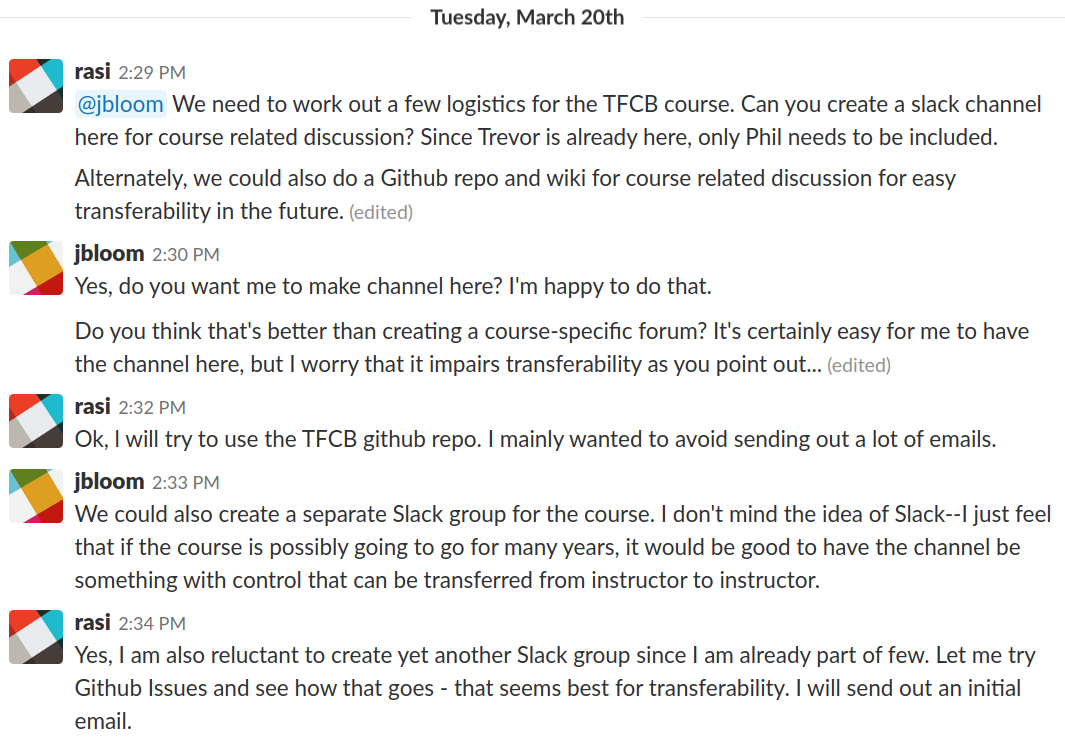 Tuesday, March 20th
rasi 2:29 PM
@jbloom We need to work out a few logistics for the TFCB course. Can you create a slack channel
here for course related discussion? Since Trevor is already here, only Phil needs to be included.
Alternately, we could also do a Github repo and wiki for course related discussion for easy
transferability in the future. (edited)
jbloom 2:30 PM
Yes, do you want me to make channel here? I'm happy to do that.
Do you think that's better than creating a course-specific forum? It's certainly easy for me to have
the channel here, but I worry that it impairs transferability as you point out... (edited)
rasi 2:32 PM
Ok, I will try to use the TFCB github repo. I mainly wanted to avoid sending out a lot of emails.
jbloom 2:33 PM
We could also create a separate Slack group for the course. I don't mind the idea of Slack--I just feel
that if the course is possibly going to go for many years, it would be good to have the channel be
something with control that can be transferred from instructor to instructor.
rasi 2:34 PM
Yes, I am also reluctant to create yet another Slack group since I am already part of few. Let me try
Github Issues and see how that goes - that seems best for transferability. I will send out an initial
email.